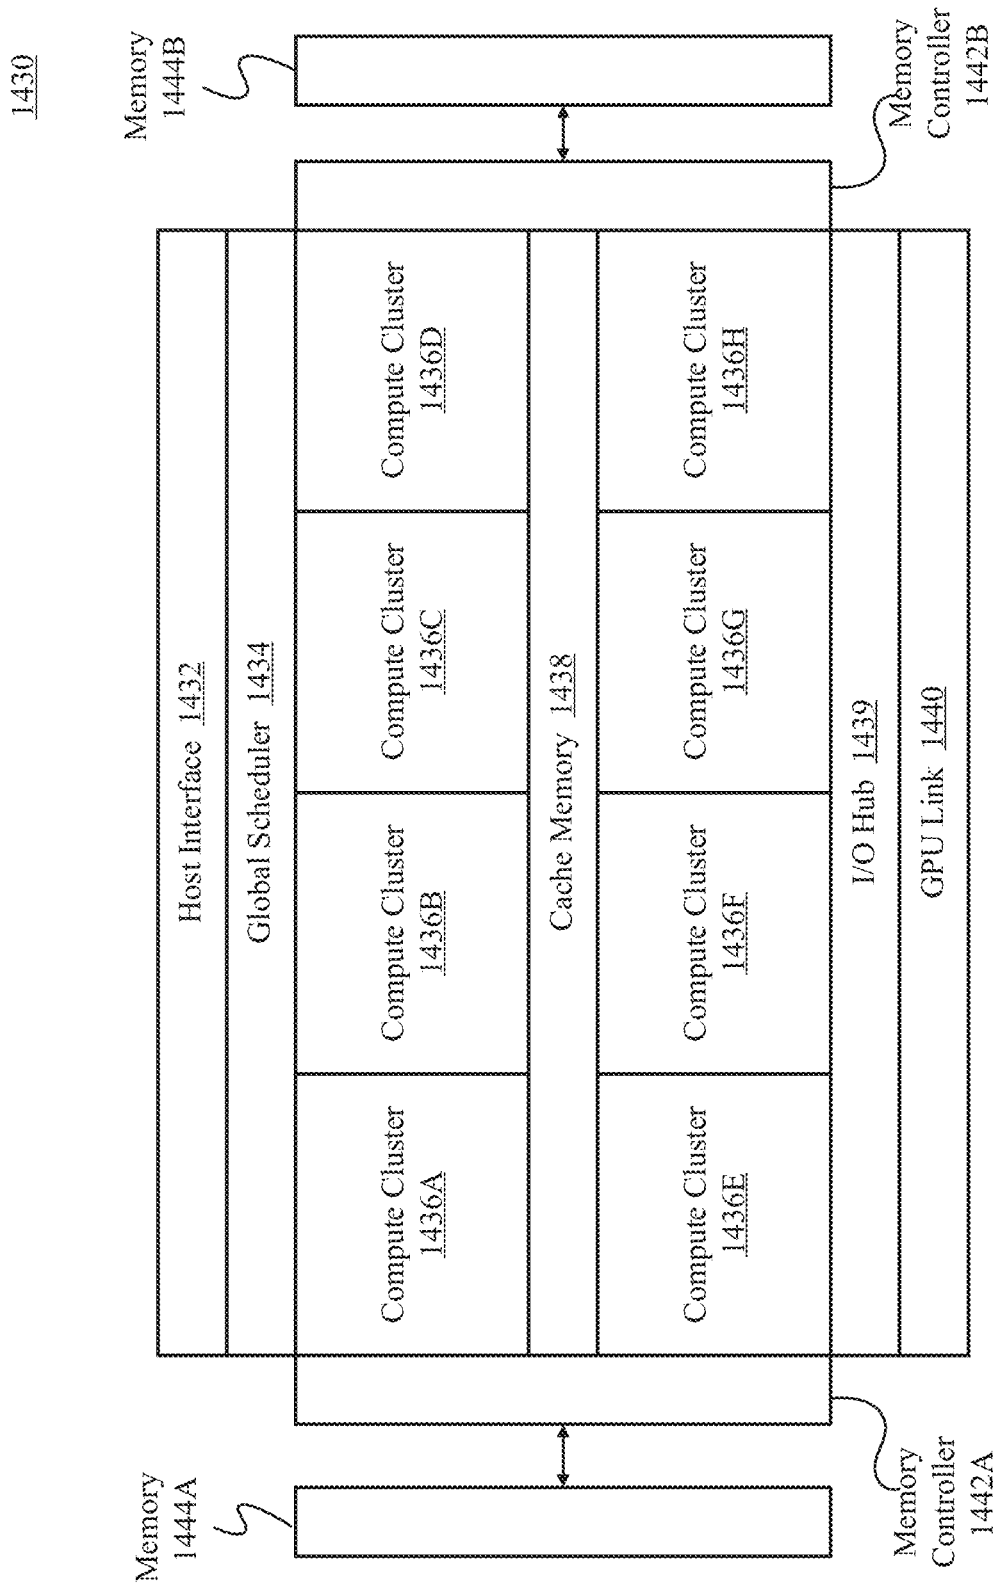 1430
Memory
1444A
Memory
1444B
Host Interface 1432
Global Scheduler 1434
Compute Cluster
1436A
Compute Cluster
1436B
Compute Cluster
1436C
Compute Cluster
1436D
Cache Memory 1438
Compute Cluster
1436E
Compute Cluster
1436F
Compute Cluster
1436G
Compute Cluster
1436H
I/O Hub 1439
GPU Link 1440
Memory
Controller
1442A
Memory
Controller
1442B